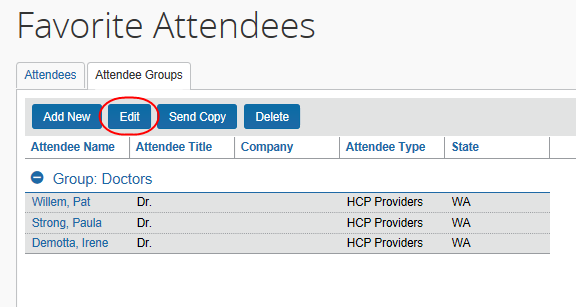 Favorite Attendees
Attendees Attendee Groups
Add New Edit Send Copy Delete
Attendee Name Attendee Title Company Attendee Type State
Group: Doctors
Willem, Pat Dr. HCP Providers WA
Strong, Paula Dr. HCP Providers WA
Demotta, Irene Dr. HCP Providers WA